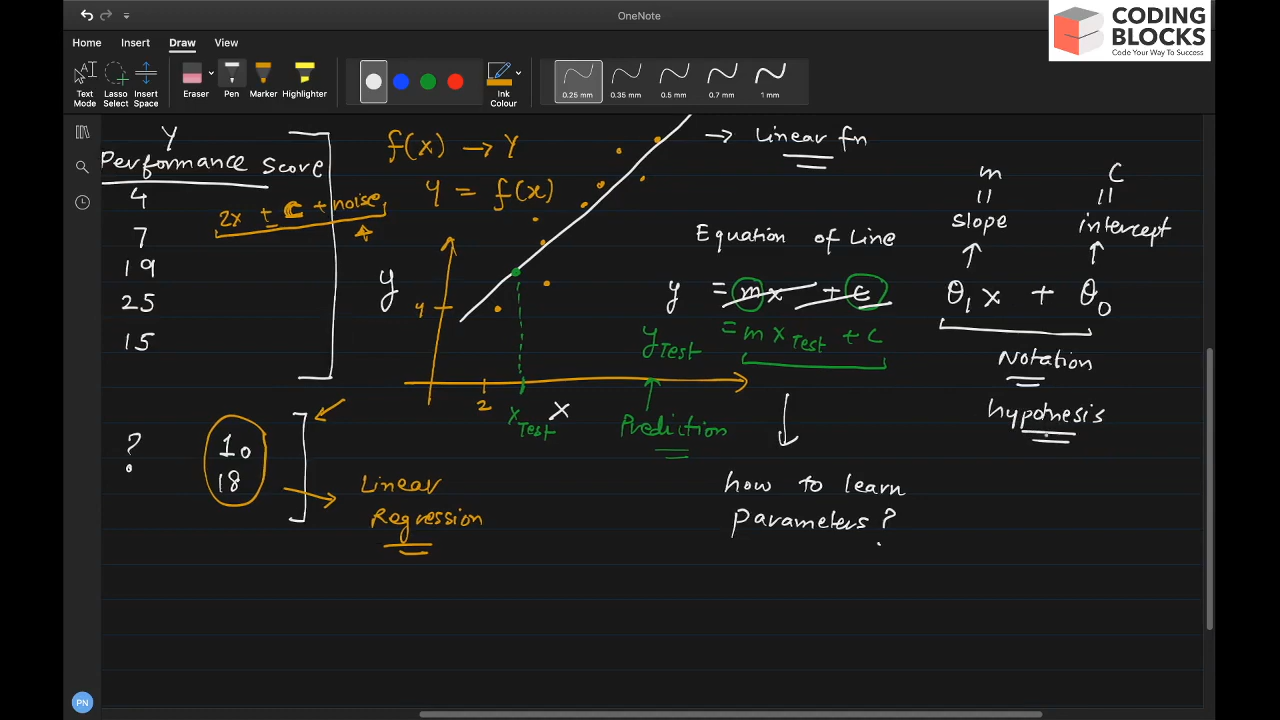 OneNote
CODING
BLOCKS
Code Your Way To Success
Home Insert Draw View
Text Mode
Lasso Select
Insert Space
Eraser
Pen
Marker
Highlighter
Ink Colour
0.25 mm
0.35 mm
0.5 mm
0.7 mm
1 mm
Y
Performance Score
4
7
19
25
15
2x ± C + noise
f(x) → Y
y = f(x)
→ Linear fn
y
4
2
X
xTest
Prediction
Equation of Line
y = mx + c
yTest = m xTest + c
m
=
slope
C
=
intercept
θ1 x + θ0
Notation
hypothesis
?
10
18
Linear
Regression
how to learn
parameters?
PN